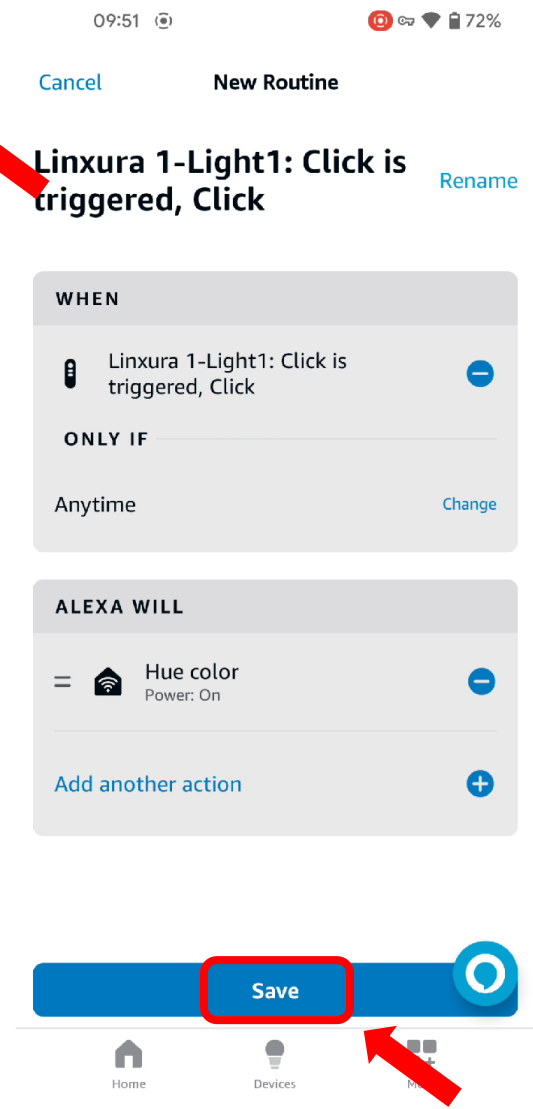 09:51
72%
Cancel
New Routine
Linxura 1-Light1: Click is
triggered, Click
Rename
WHEN
Linxura 1-Light1: Click is
triggered, Click
ONLY IF
Anytime
Change
ALEXA WILL
Hue color
Power: On
Add another action
Save
Home
Devices